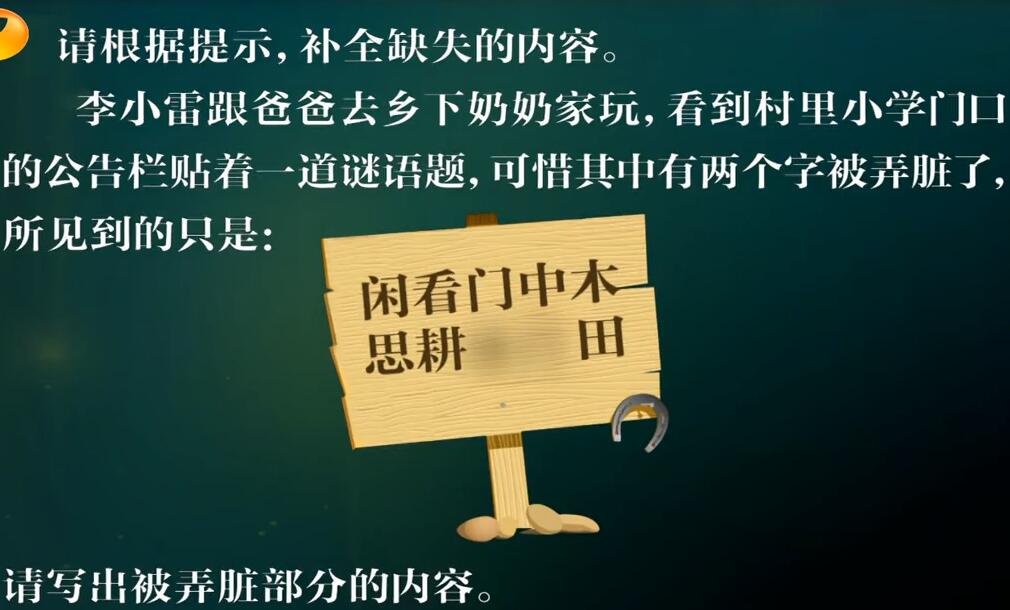 请根据提示，补全缺失的内容。
李小雷跟爸爸去乡下奶奶家玩，看到村里小学门口
的公告栏贴着一道谜语题，可惜其中有两个字被弄脏了，
所见到的只是：
闲看门中木
思耕 田
请写出被弄脏部分的内容。